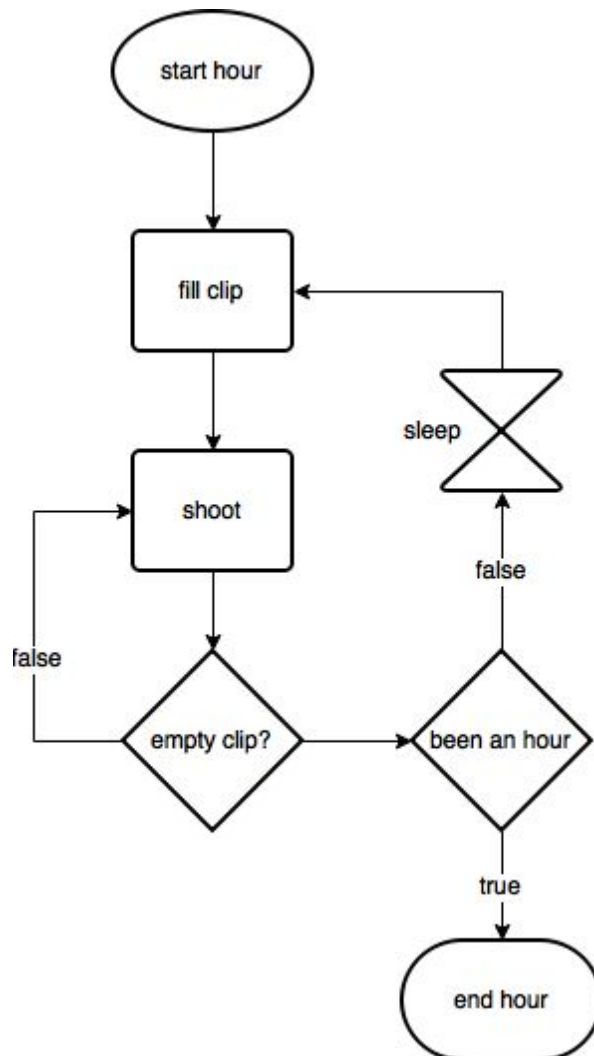 start hour
fill clip
sleep
shoot
false
false
empty clip?
been an hour
true
end hour